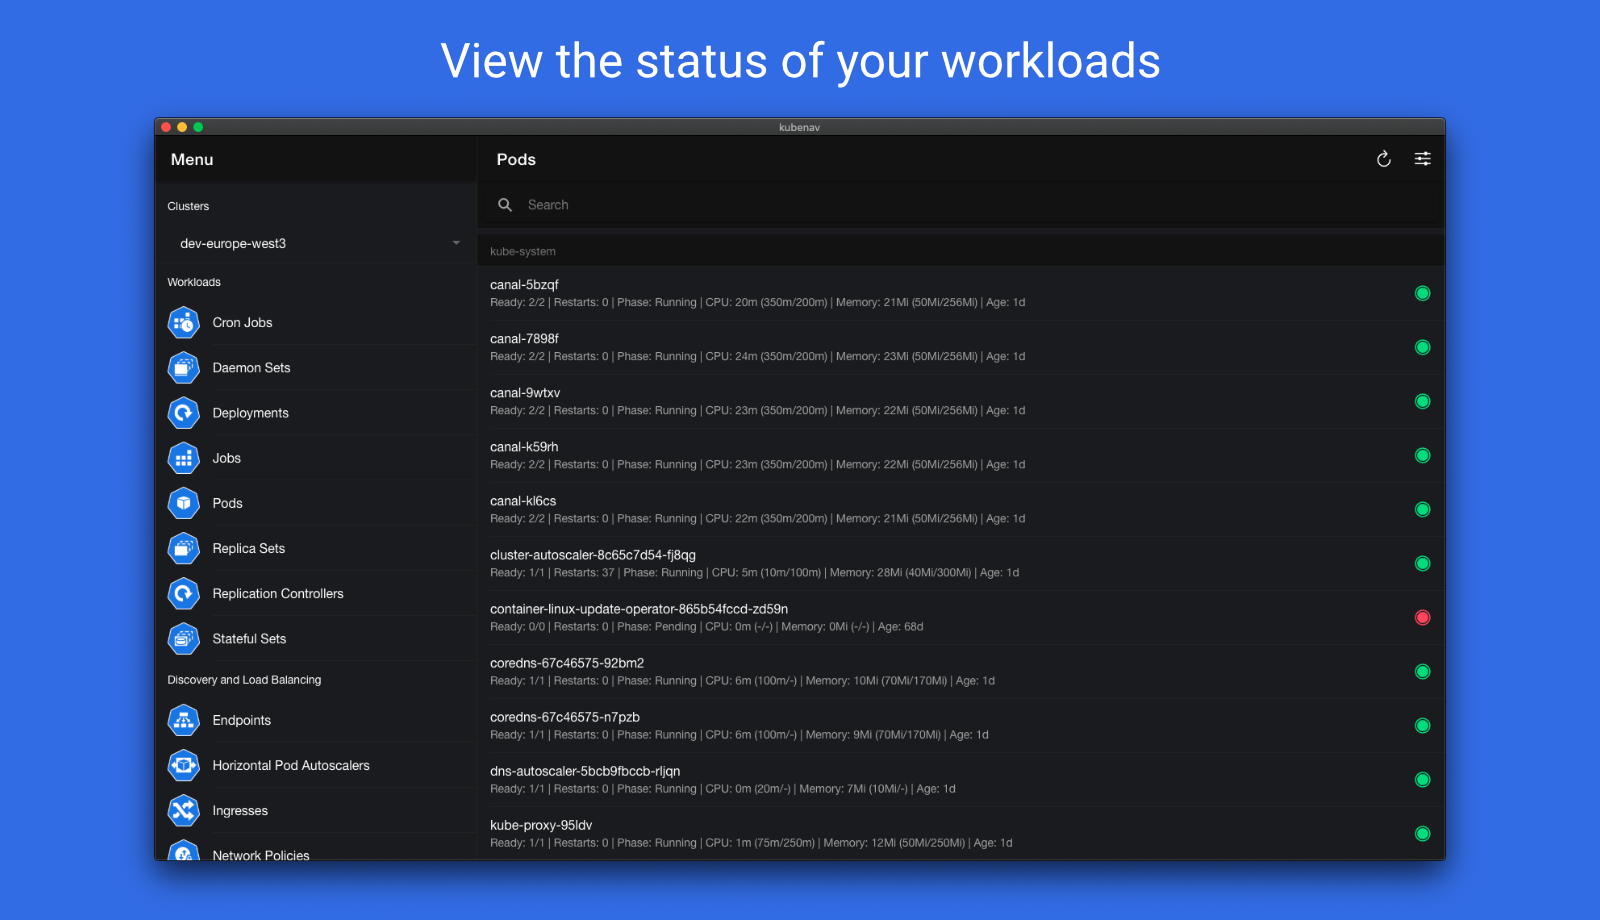 View the status of your workloads
kubenav
Menu
Clusters
dev-europe-west3
Workloads
Cron Jobs
Daemon Sets
Deployments
Jobs
Pods
Replica Sets
Replication Controllers
Stateful Sets
Discovery and Load Balancing
Endpoints
Horizontal Pod Autoscalers
Ingresses
Network Policies
Pods
Search
kube-system
canal-5bzqf
Ready: 2/2 | Restarts: 0 | Phase: Running | CPU: 20m (350m/200m) | Memory: 21Mi (50Mi/256Mi) | Age: 1d
canal-7898f
Ready: 2/2 | Restarts: 0 | Phase: Running | CPU: 24m (350m/200m) | Memory: 23Mi (50Mi/256Mi) | Age: 1d
canal-9wtxv
Ready: 2/2 | Restarts: 0 | Phase: Running | CPU: 23m (350m/200m) | Memory: 22Mi (50Mi/256Mi) | Age: 1d
canal-k59rh
Ready: 2/2 | Restarts: 0 | Phase: Running | CPU: 23m (350m/200m) | Memory: 22Mi (50Mi/256Mi) | Age: 1d
canal-kl6cs
Ready: 2/2 | Restarts: 0 | Phase: Running | CPU: 22m (350m/200m) | Memory: 21Mi (50Mi/256Mi) | Age: 1d
cluster-autoscaler-8c65c7d54-fj8qg
Ready: 1/1 | Restarts: 37 | Phase: Running | CPU: 5m (10m/100m) | Memory: 28Mi (40Mi/300Mi) | Age: 1d
container-linux-update-operator-865b54fccd-zd59n
Ready: 0/0 | Restarts: 0 | Phase: Pending | CPU: 0m (-/-) | Memory: 0Mi (-/-) | Age: 68d
coredns-67c46575-92bm2
Ready: 1/1 | Restarts: 0 | Phase: Running | CPU: 6m (100m/-) | Memory: 10Mi (70Mi/170Mi) | Age: 1d
coredns-67c46575-n7pzb
Ready: 1/1 | Restarts: 0 | Phase: Running | CPU: 6m (100m/-) | Memory: 9Mi (70Mi/170Mi) | Age: 1d
dns-autoscaler-5bcb9fbccb-rljqn
Ready: 1/1 | Restarts: 0 | Phase: Running | CPU: 0m (20m/-) | Memory: 7Mi (10Mi/-) | Age: 1d
kube-proxy-95ldv
Ready: 1/1 | Restarts: 0 | Phase: Running | CPU: 1m (75m/250m) | Memory: 12Mi (50Mi/250Mi) | Age: 1d